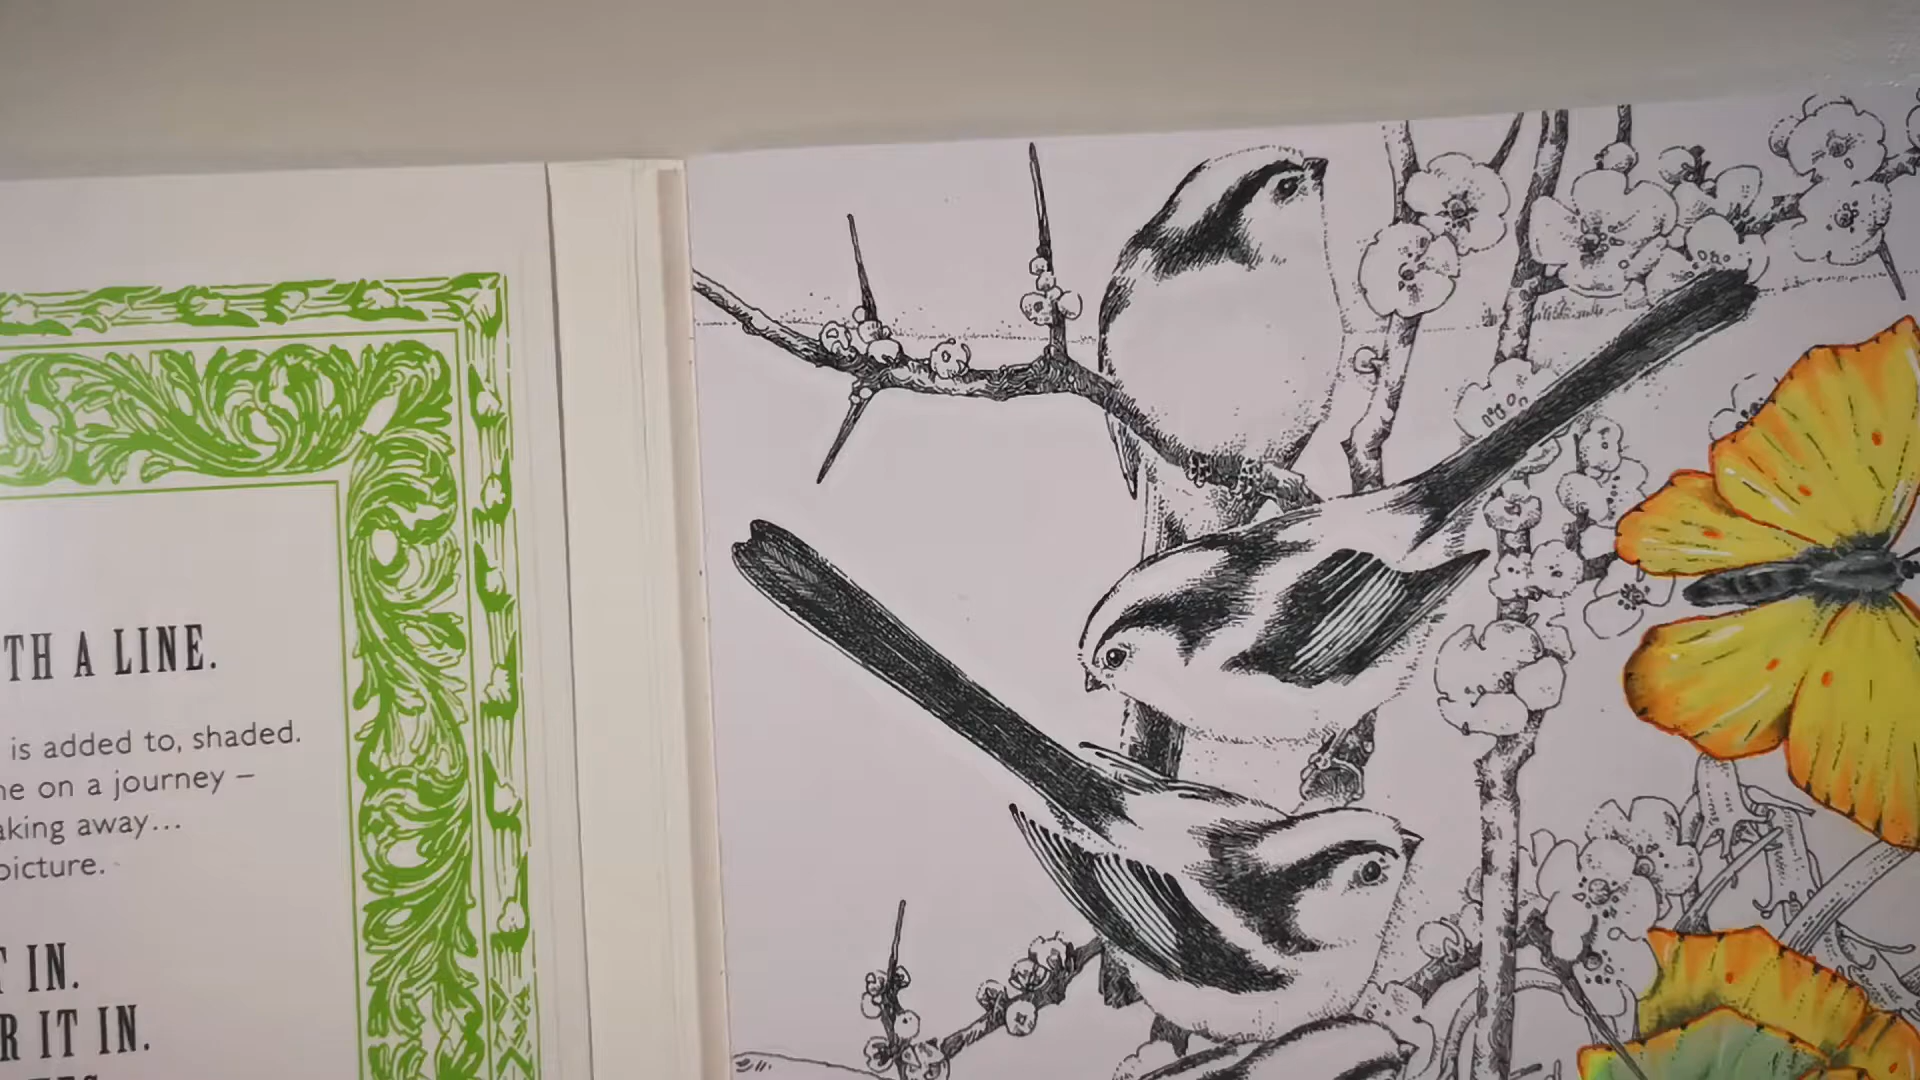 TH A LINE.
is added to, shaded.
ne on a journey –
aking away...
picture.
IN.
R IT IN.